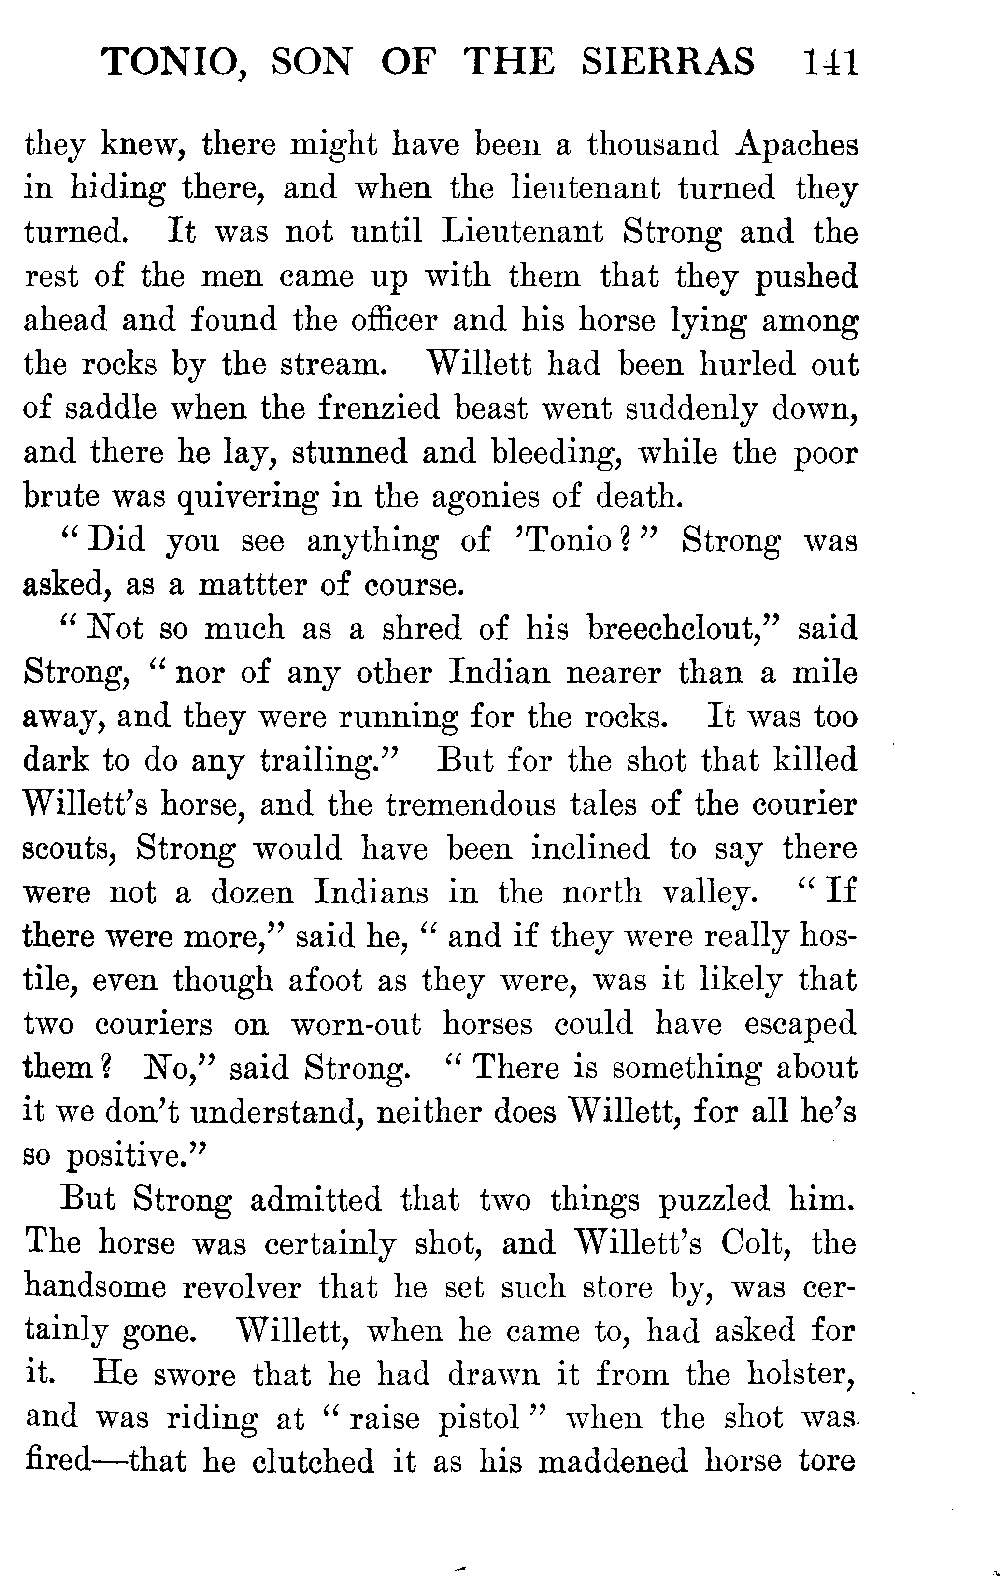 TONIO, SON OF THE SIERRAS 141
they knew, there might have been a thousand Apaches
in hiding there, and when the lieutenant turned they
turned. It was not until Lieutenant Strong and the
rest of the men came up with them that they pushed
ahead and found the officer and his horse lying among
the rocks by the stream. Willett had been hurled out
of saddle when the frenzied beast went suddenly down,
and there he lay, stunned and bleeding, while the poor
brute was quivering in the agonies of death.
“ Did you see anything of ’Tonio? ” Strong was
asked, as a mattter of course.
“ Not so much as a shred of his breechclout,” said
Strong, “ nor of any other Indian nearer than a mile
away, and they were running for the rocks. It was too
dark to do any trailing.” But for the shot that killed
Willett’s horse, and the tremendous tales of the courier
scouts, Strong would have been inclined to say there
were not a dozen Indians in the north valley. “ If
there were more,” said he, “ and if they were really hos-
tile, even though afoot as they were, was it likely that
two couriers on worn-out horses could have escaped
them? No,” said Strong. “ There is something about
it we don’t understand, neither does Willett, for all he’s
so positive.”
But Strong admitted that two things puzzled him.
The horse was certainly shot, and Willett’s Colt, the
handsome revolver that he set such store by, was cer-
tainly gone. Willett, when he came to, had asked for
it. He swore that he had drawn it from the holster,
and was riding at “ raise pistol ” when the shot was
fired—that he clutched it as his maddened horse tore